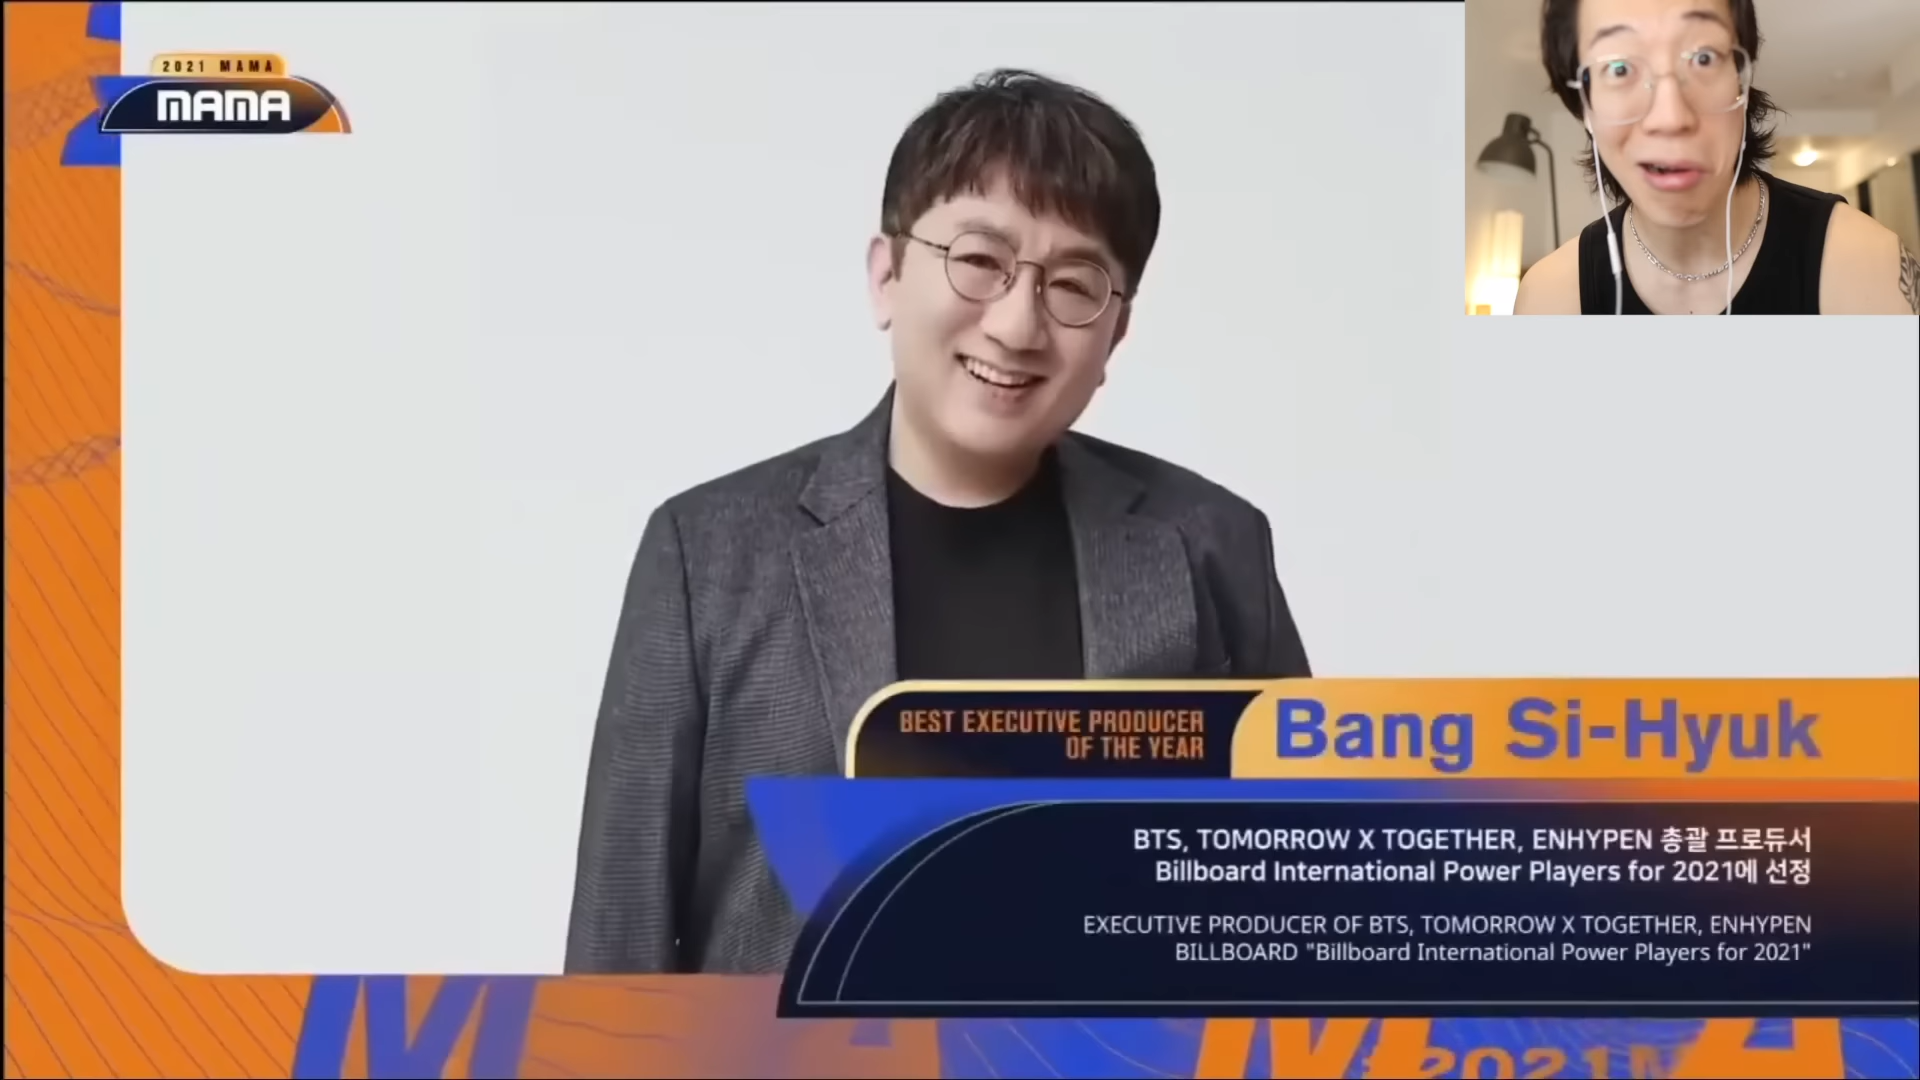 2021 MAMA
MAMA
BEST EXECUTIVE PRODUCER
OF THE YEAR
Bang Si-Hyuk
BTS, TOMORROW X TOGETHER, ENHYPEN 총괄 프로듀서
Billboard International Power Players for 2021에 선정
EXECUTIVE PRODUCER OF BTS, TOMORROW X TOGETHER, ENHYPEN
BILLBOARD "Billboard International Power Players for 2021"